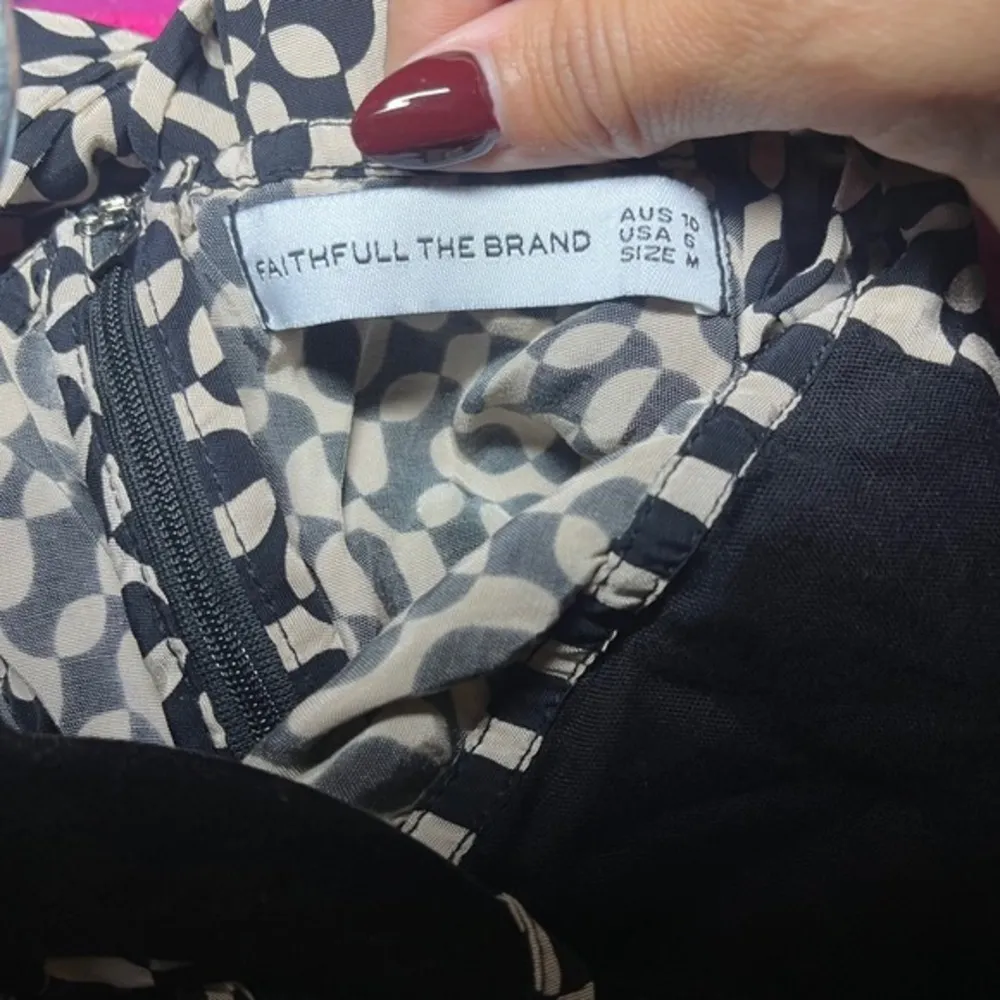 FAITHFULL THE BRAND
AUS 10
USA 6
SIZE M